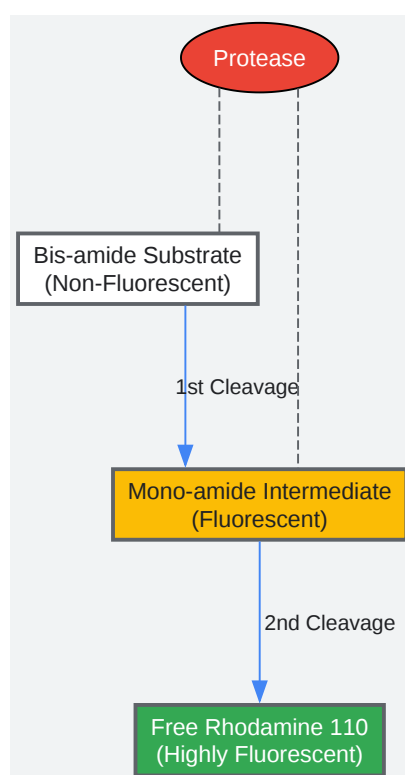 Protease
Bis-amide Substrate
(Non-Fluorescent)
1st Cleavage
Mono-amide Intermediate
(Fluorescent)
2nd Cleavage
Free Rhodamine 110
(Highly Fluorescent)